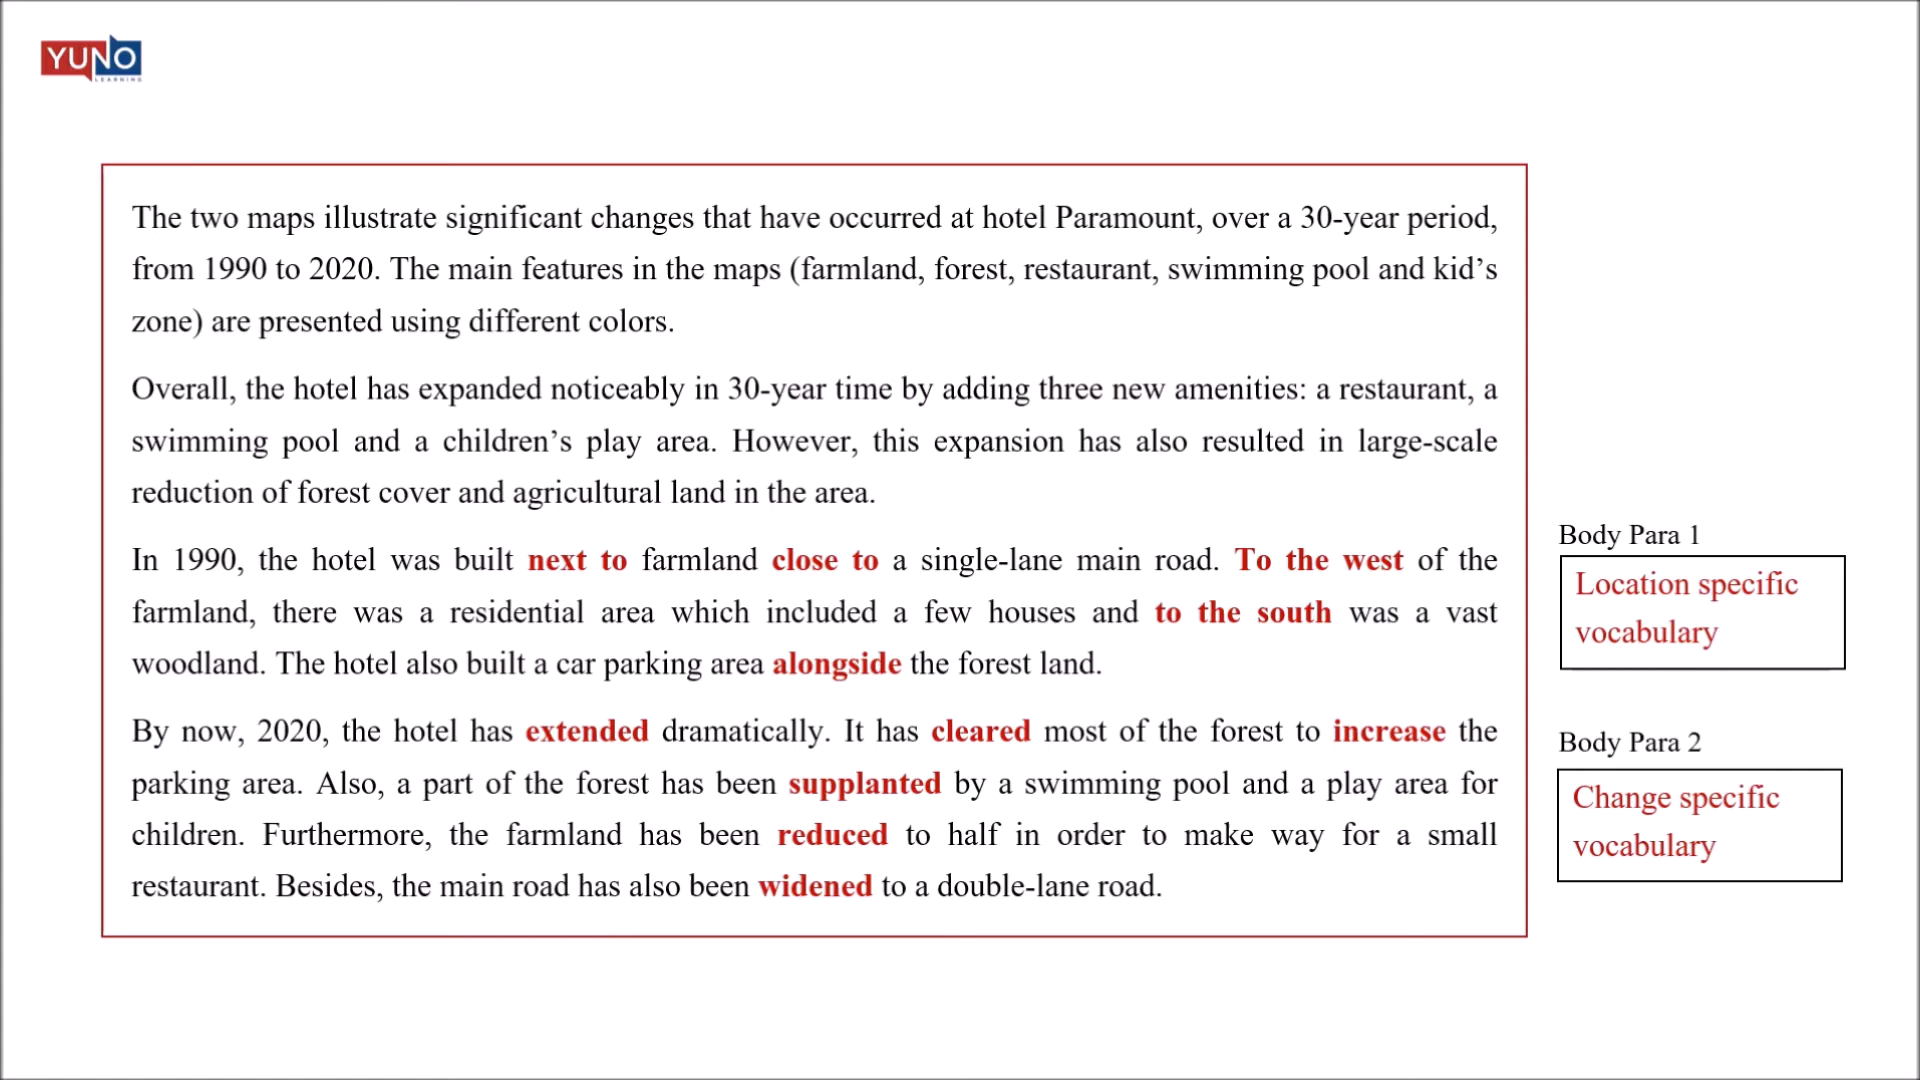 YUNO
LEARNING
The two maps illustrate significant changes that have occurred at hotel Paramount, over a 30-year period,
from 1990 to 2020. The main features in the maps (farmland, forest, restaurant, swimming pool and kid’s
zone) are presented using different colors.
Overall, the hotel has expanded noticeably in 30-year time by adding three new amenities: a restaurant, a
swimming pool and a children’s play area. However, this expansion has also resulted in large-scale
reduction of forest cover and agricultural land in the area.
In 1990, the hotel was built next to farmland close to a single-lane main road. To the west of the
farmland, there was a residential area which included a few houses and to the south was a vast
woodland. The hotel also built a car parking area alongside the forest land.
By now, 2020, the hotel has extended dramatically. It has cleared most of the forest to increase the
parking area. Also, a part of the forest has been supplanted by a swimming pool and a play area for
children. Furthermore, the farmland has been reduced to half in order to make way for a small
restaurant. Besides, the main road has also been widened to a double-lane road.
Body Para 1
Location specific
vocabulary
Body Para 2
Change specific
vocabulary